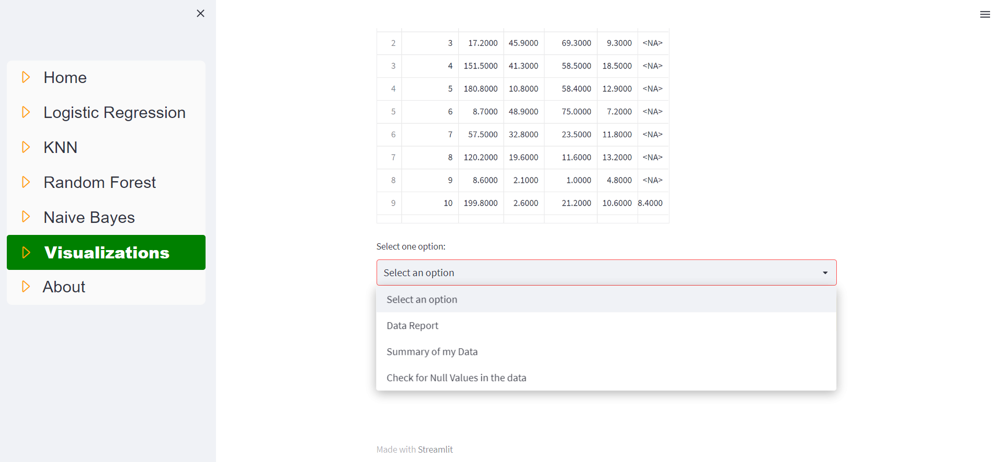 Home
Logistic Regression
KNN
Random Forest
Naive Bayes
Visualizations
About
2 3 17.2000 45.9000 69.3000 9.3000 <NA>
3 4 151.5000 41.3000 58.5000 18.5000 <NA>
4 5 180.8000 10.8000 58.4000 12.9000 <NA>
5 6 8.7000 48.9000 75.0000 7.2000 <NA>
6 7 57.5000 32.8000 23.5000 11.8000 <NA>
7 8 120.2000 19.6000 11.6000 13.2000 <NA>
8 9 8.6000 2.1000 1.0000 4.8000 <NA>
9 10 199.8000 2.6000 21.2000 10.6000 8.4000
Select one option:
Select an option
Select an option
Data Report
Summary of my Data
Check for Null Values in the data
Made with Streamlit